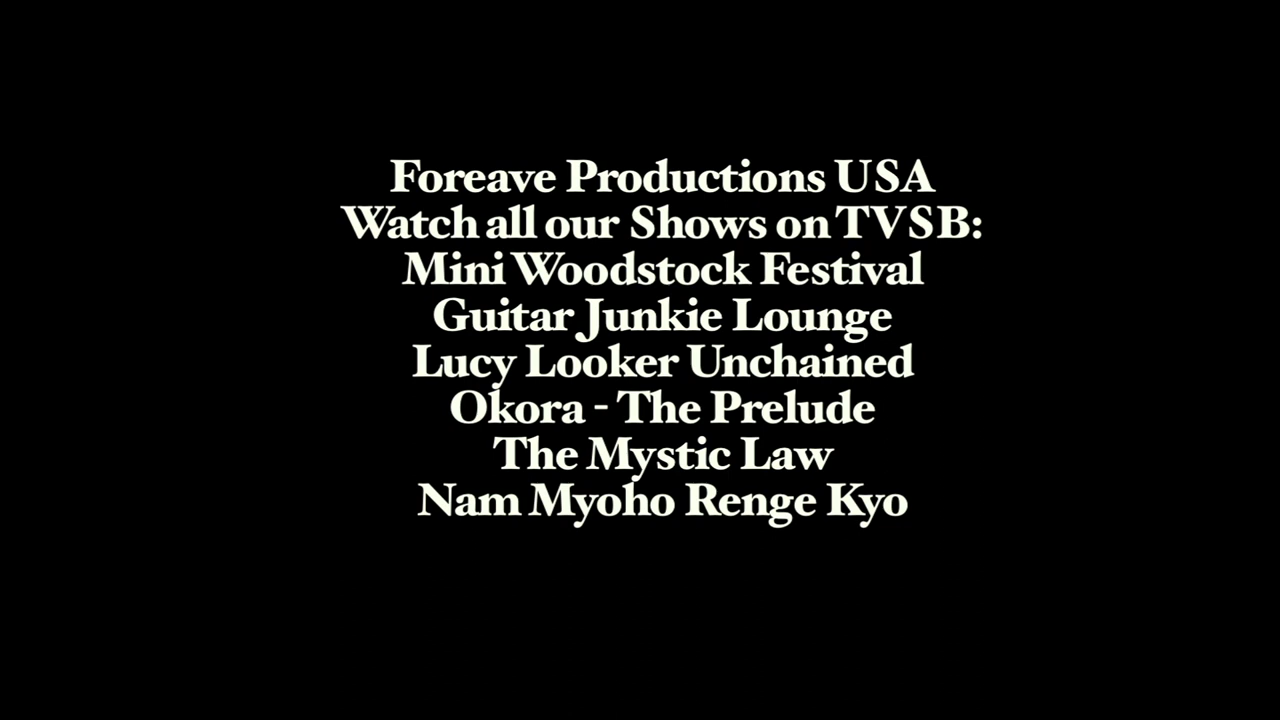 Foreave Productions USA
Watch all our Shows on TVSB:
Mini Woodstock Festival
Guitar Junkie Lounge
Lucy Looker Unchained
Okora - The Prelude
The Mystic Law
Nam Myoho Renge Kyo